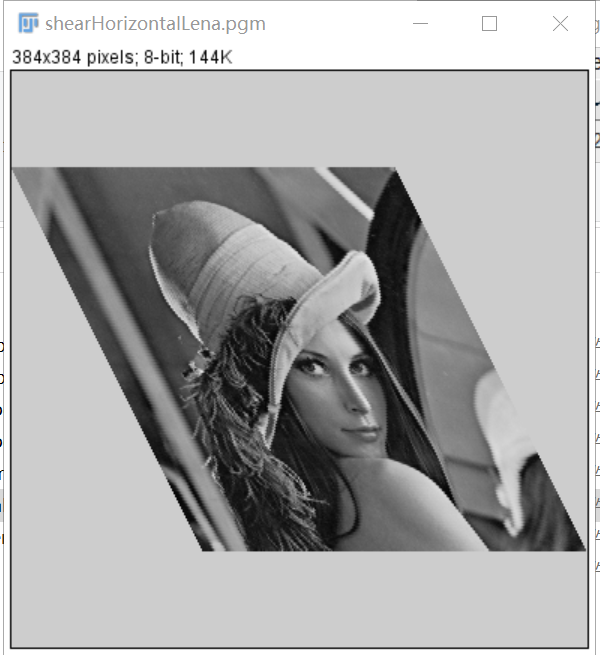 shearHorizontalLena.pgm
384x384 pixels; 8-bit; 144K